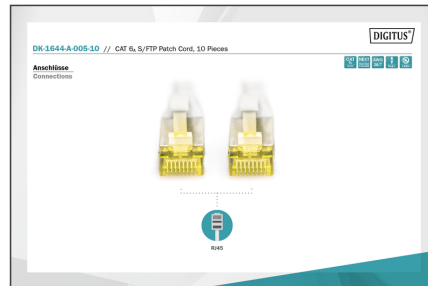 DIGITUS®
DK-1644-A-005-10 // CAT 6A S/FTP Patch Cord, 10 Pieces
Anschlüsse
Connections
RJ45